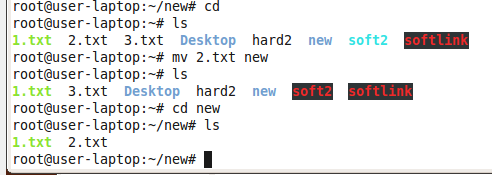 root@user-laptop:~/new# cd
root@user-laptop:~# ls
1.txt 2.txt 3.txt Desktop hard2 new soft2 softlink
root@user-laptop:~# mv 2.txt new
root@user-laptop:~# ls
1.txt 3.txt Desktop hard2 new soft2 softlink
root@user-laptop:~# cd new
root@user-laptop:~/new# ls
1.txt 2.txt
root@user-laptop:~/new#